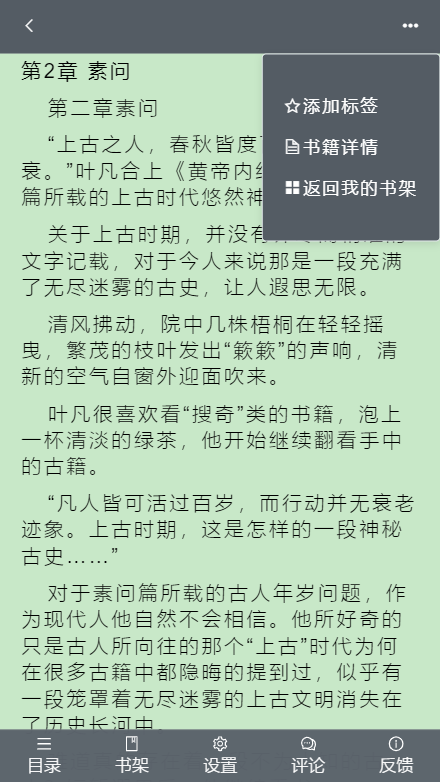 第2章 素问
第二章素问
“上古之人，春秋皆度
添加标签
衰。”叶凡合上《黄帝内
书籍详情
篇所载的上古时代悠然神
返回我的书架
关于上古时期，并没有
文字记载，对于今人来说那是一段充满
了无尽迷雾的古史，让人遐思无限。
清风拂动，院中几株梧桐在轻轻摇
曳，繁茂的枝叶发出“簌簌”的声响，清
新的空气自窗外迎面吹来。
叶凡很喜欢看“搜奇”类的书籍，泡上
一杯清淡的绿茶，他开始继续翻看手中
的古籍。
“凡人皆可活过百岁，而行动并无衰老
迹象。上古时期，这是怎样的一段神秘
古史……”
对于素问篇所载的古人年岁问题，作
为现代人他自然不会相信。他所好奇的
只是古人所向往的那个“上古”时代为何
在很多古籍中都隐晦的提到过，似乎有
一段笼罩着无尽迷雾的上古文明消失在
了历史长河中。
目录 书架 设置 评论 反馈